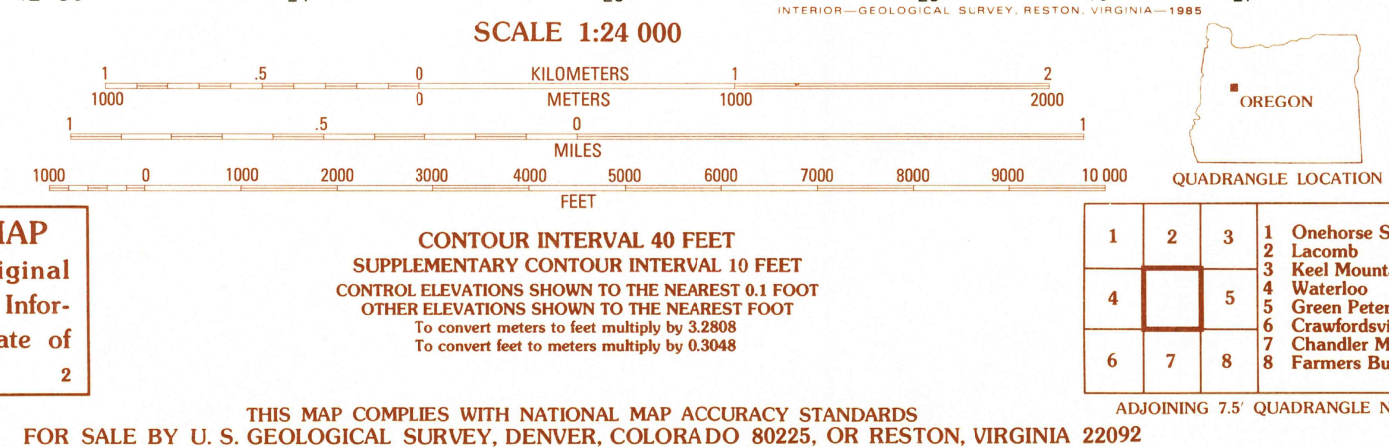 INTERIOR—GEOLOGICAL SURVEY, RESTON, VIRGINIA—1985
SCALE 1:24 000
1 .5 0 KILOMETERS 1 2
1000 0 METERS 1000 2000
1 .5 0 1
MILES
1000 0 1000 2000 3000 4000 5000 6000 7000 8000 9000 10 000
FEET
OREGON
QUADRANGLE LOCATION
IAP
iginal
Infor-
ate of
2
CONTOUR INTERVAL 40 FEET
SUPPLEMENTARY CONTOUR INTERVAL 10 FEET
CONTROL ELEVATIONS SHOWN TO THE NEAREST 0.1 FOOT
OTHER ELEVATIONS SHOWN TO THE NEAREST FOOT
To convert meters to feet multiply by 3.2808
To convert feet to meters multiply by 0.3048
1 2 3
4 5
6 7 8
1 Onehorse S
2 Lacomb
3 Keel Mount
4 Waterloo
5 Green Peter
6 Crawfordsvi
7 Chandler M
8 Farmers Bu
ADJOINING 7.5′ QUADRANGLE N
THIS MAP COMPLIES WITH NATIONAL MAP ACCURACY STANDARDS
FOR SALE BY U. S. GEOLOGICAL SURVEY, DENVER, COLORADO 80225, OR RESTON, VIRGINIA 22092